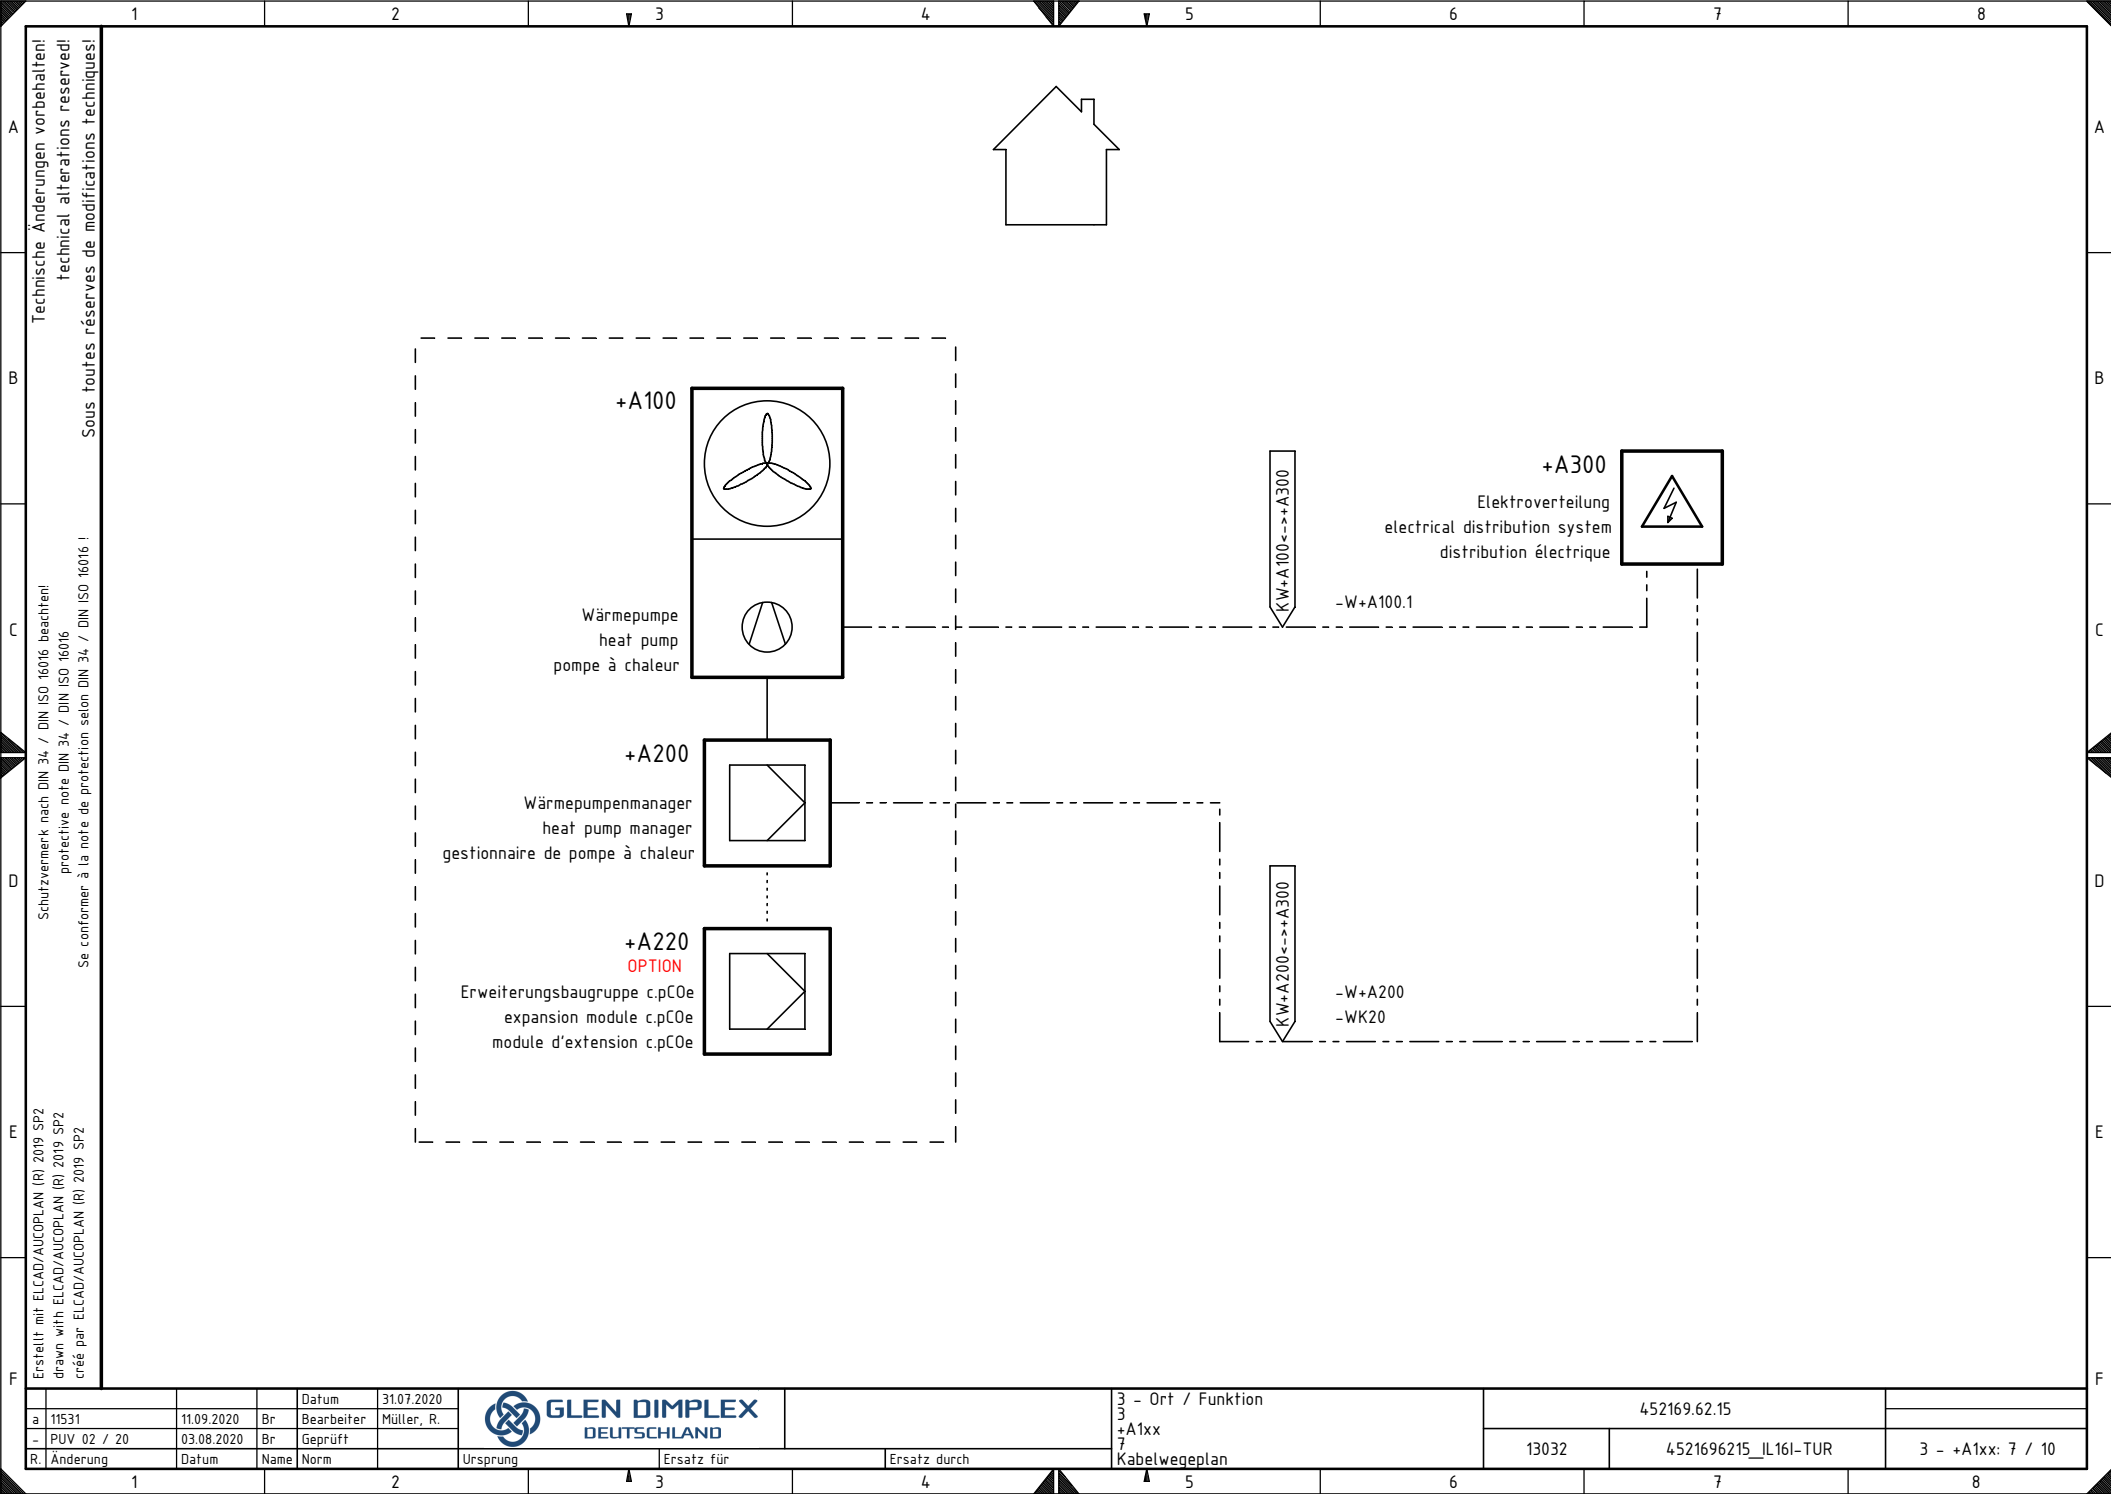 1 2 3 4 5 6 7 8
A A
B B
C C
D D
E E
F F
Technische Änderungen vorbehalten!
technical alterations reserved!
Sous toutes réserves de modifications techniques!
Schutzvermerk nach DIN 34 / DIN ISO 16016 beachten!
protective note DIN 34 / DIN ISO 16016
Se conformer à la note de protection selon DIN 34 / DIN ISO 16016 !
Erstellt mit ELCAD/AUCOPLAN (R) 2019 SP2
drawn with ELCAD/AUCOPLAN (R) 2019 SP2
créé par ELCAD/AUCOPLAN (R) 2019 SP2
+A100
Wärmepumpe
heat pump
pompe à chaleur
+A200
Wärmepumpenmanager
heat pump manager
gestionnaire de pompe à chaleur
+A220
OPTION
Erweiterungsbaugruppe c.pCOe
expansion module c.pCOe
module d'extension c.pCOe
KW+A100<->+A300
-W+A100.1
+A300
Elektroverteilung
electrical distribution system
distribution électrique
KW+A200<->+A300
-W+A200
-WK20
Datum 31.07.2020
a 11531 11.09.2020 Br Bearbeiter Müller, R.
- PUV 02 / 20 03.08.2020 Br Geprüft
R. Änderung Datum Name Norm
GLEN DIMPLEX
DEUTSCHLAND
Ursprung Ersatz für Ersatz durch
3 - Ort / Funktion
3
+A1xx
7
Kabelwegeplan
452169.62.15
13032 4521696215_IL16I-TUR 3 - +A1xx: 7 / 10
1 2 3 4 5 6 7 8